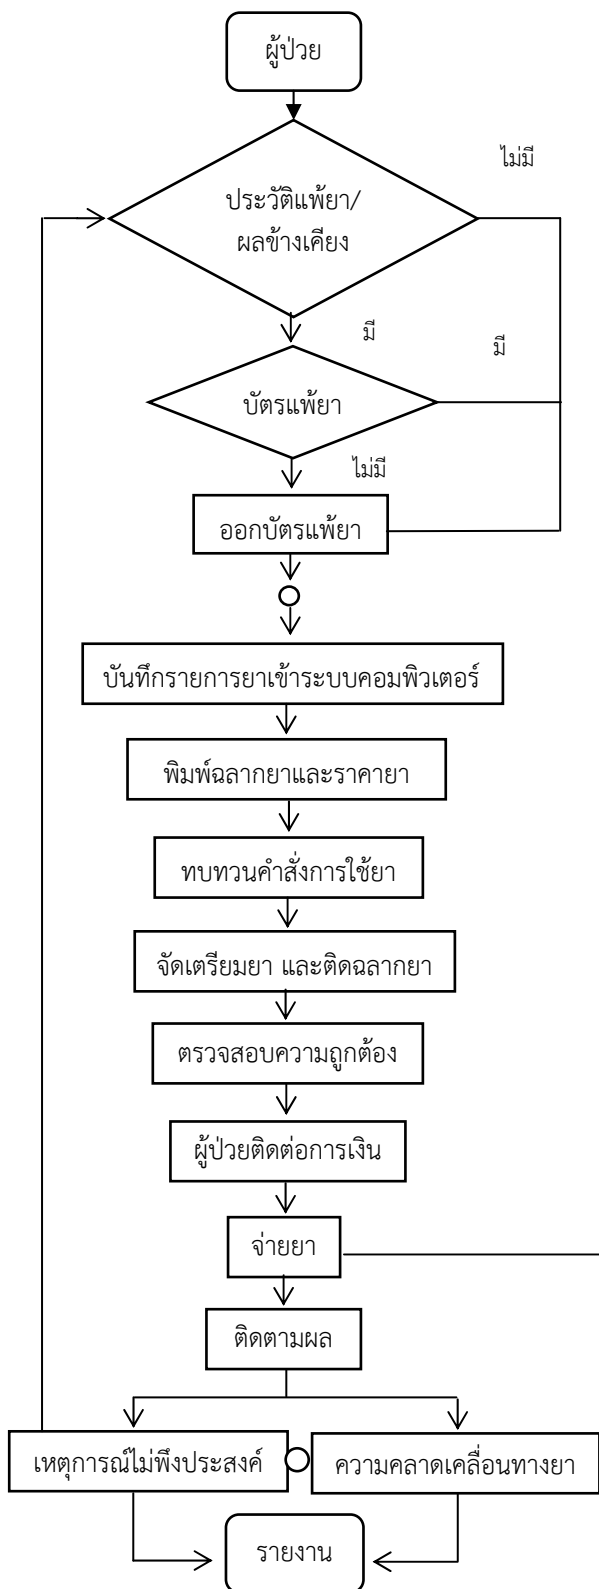 ผู้ป่วย
ไม่มี
ประวัติแพ้ยา/
ผลข้างเคียง
มี
มี
บัตรแพ้ยา
ไม่มี
ออกบัตรแพ้ยา
บันทึกรายการยาเข้าระบบคอมพิวเตอร์
พิมพ์ฉลากยาและราคายา
ทบทวนคำสั่งการใช้ยา
จัดเตรียมยา และติดฉลากยา
ตรวจสอบความถูกต้อง
ผู้ป่วยติดต่อการเงิน
จ่ายยา
ติดตามผล
เหตุการณ์ไม่พึงประสงค์
ความคลาดเคลื่อนทางยา
รายงาน